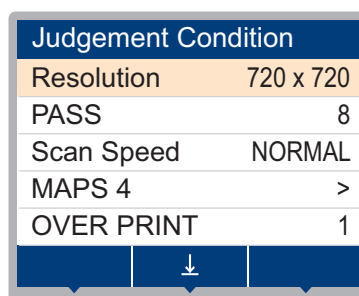 Judgement Condition
Resolution 720 x 720
PASS 8
Scan Speed NORMAL
MAPS 4 >
OVER PRINT 1